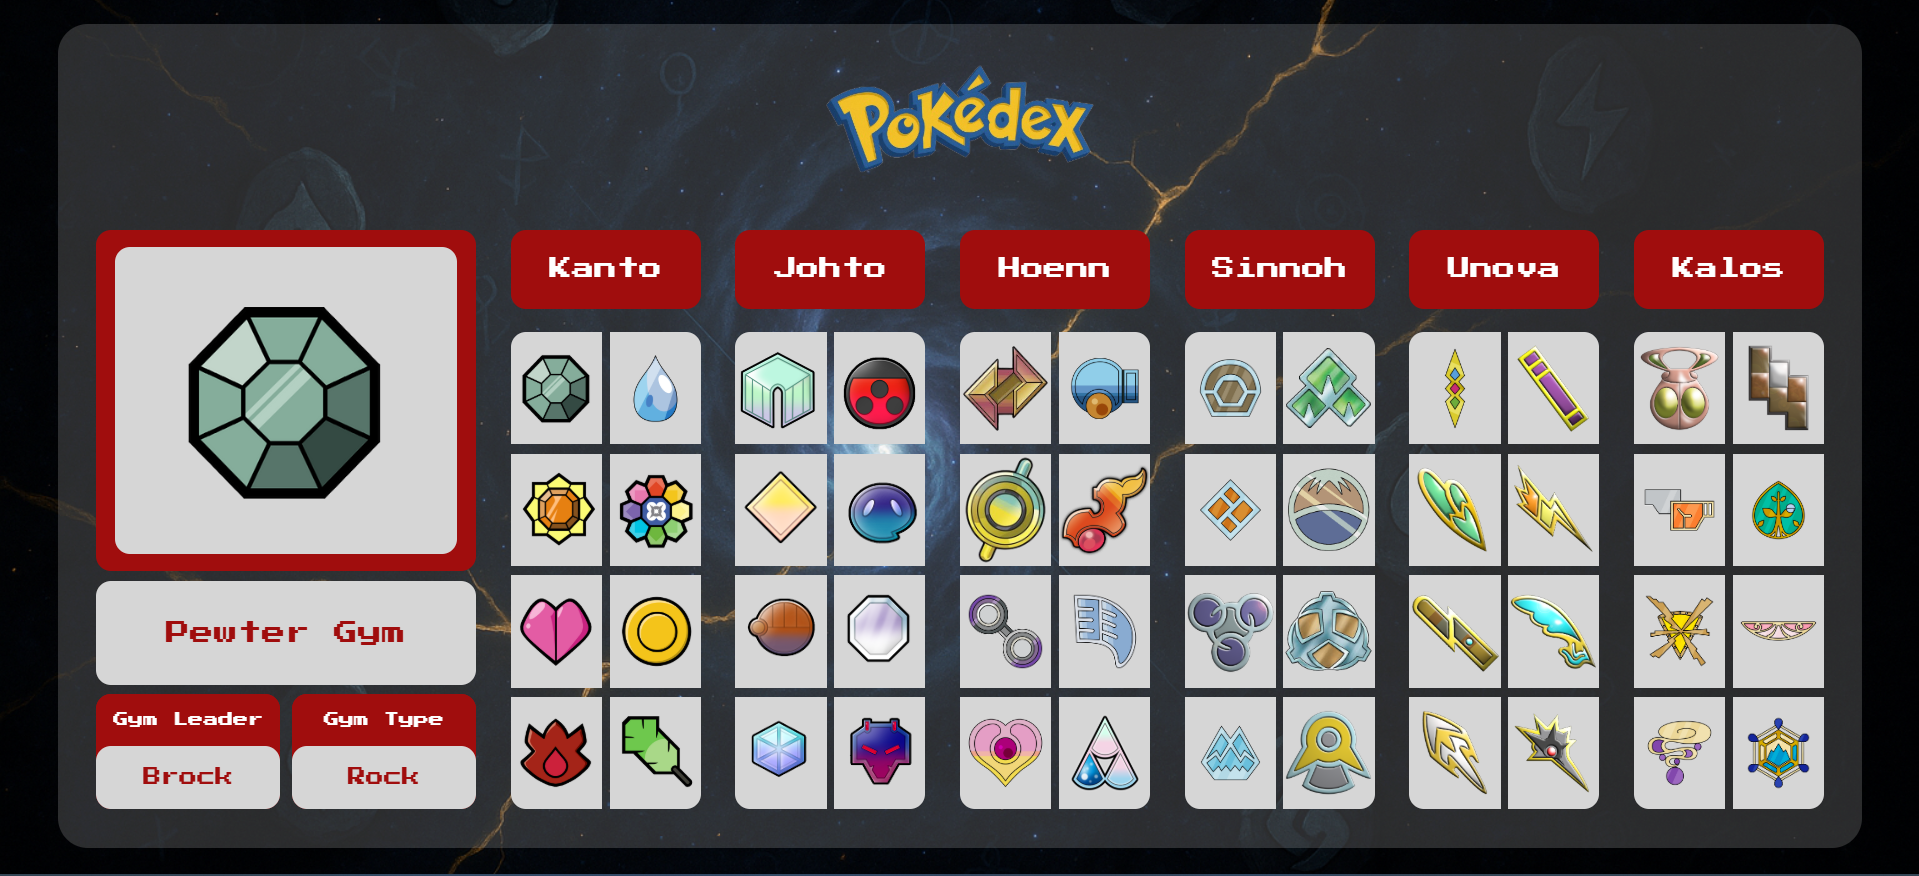 Pokédex
Kanto
Johto
Hoenn
Sinnoh
Unova
Kalos
Pewter Gym
Gym Leader
Gym Type
Brock
Rock